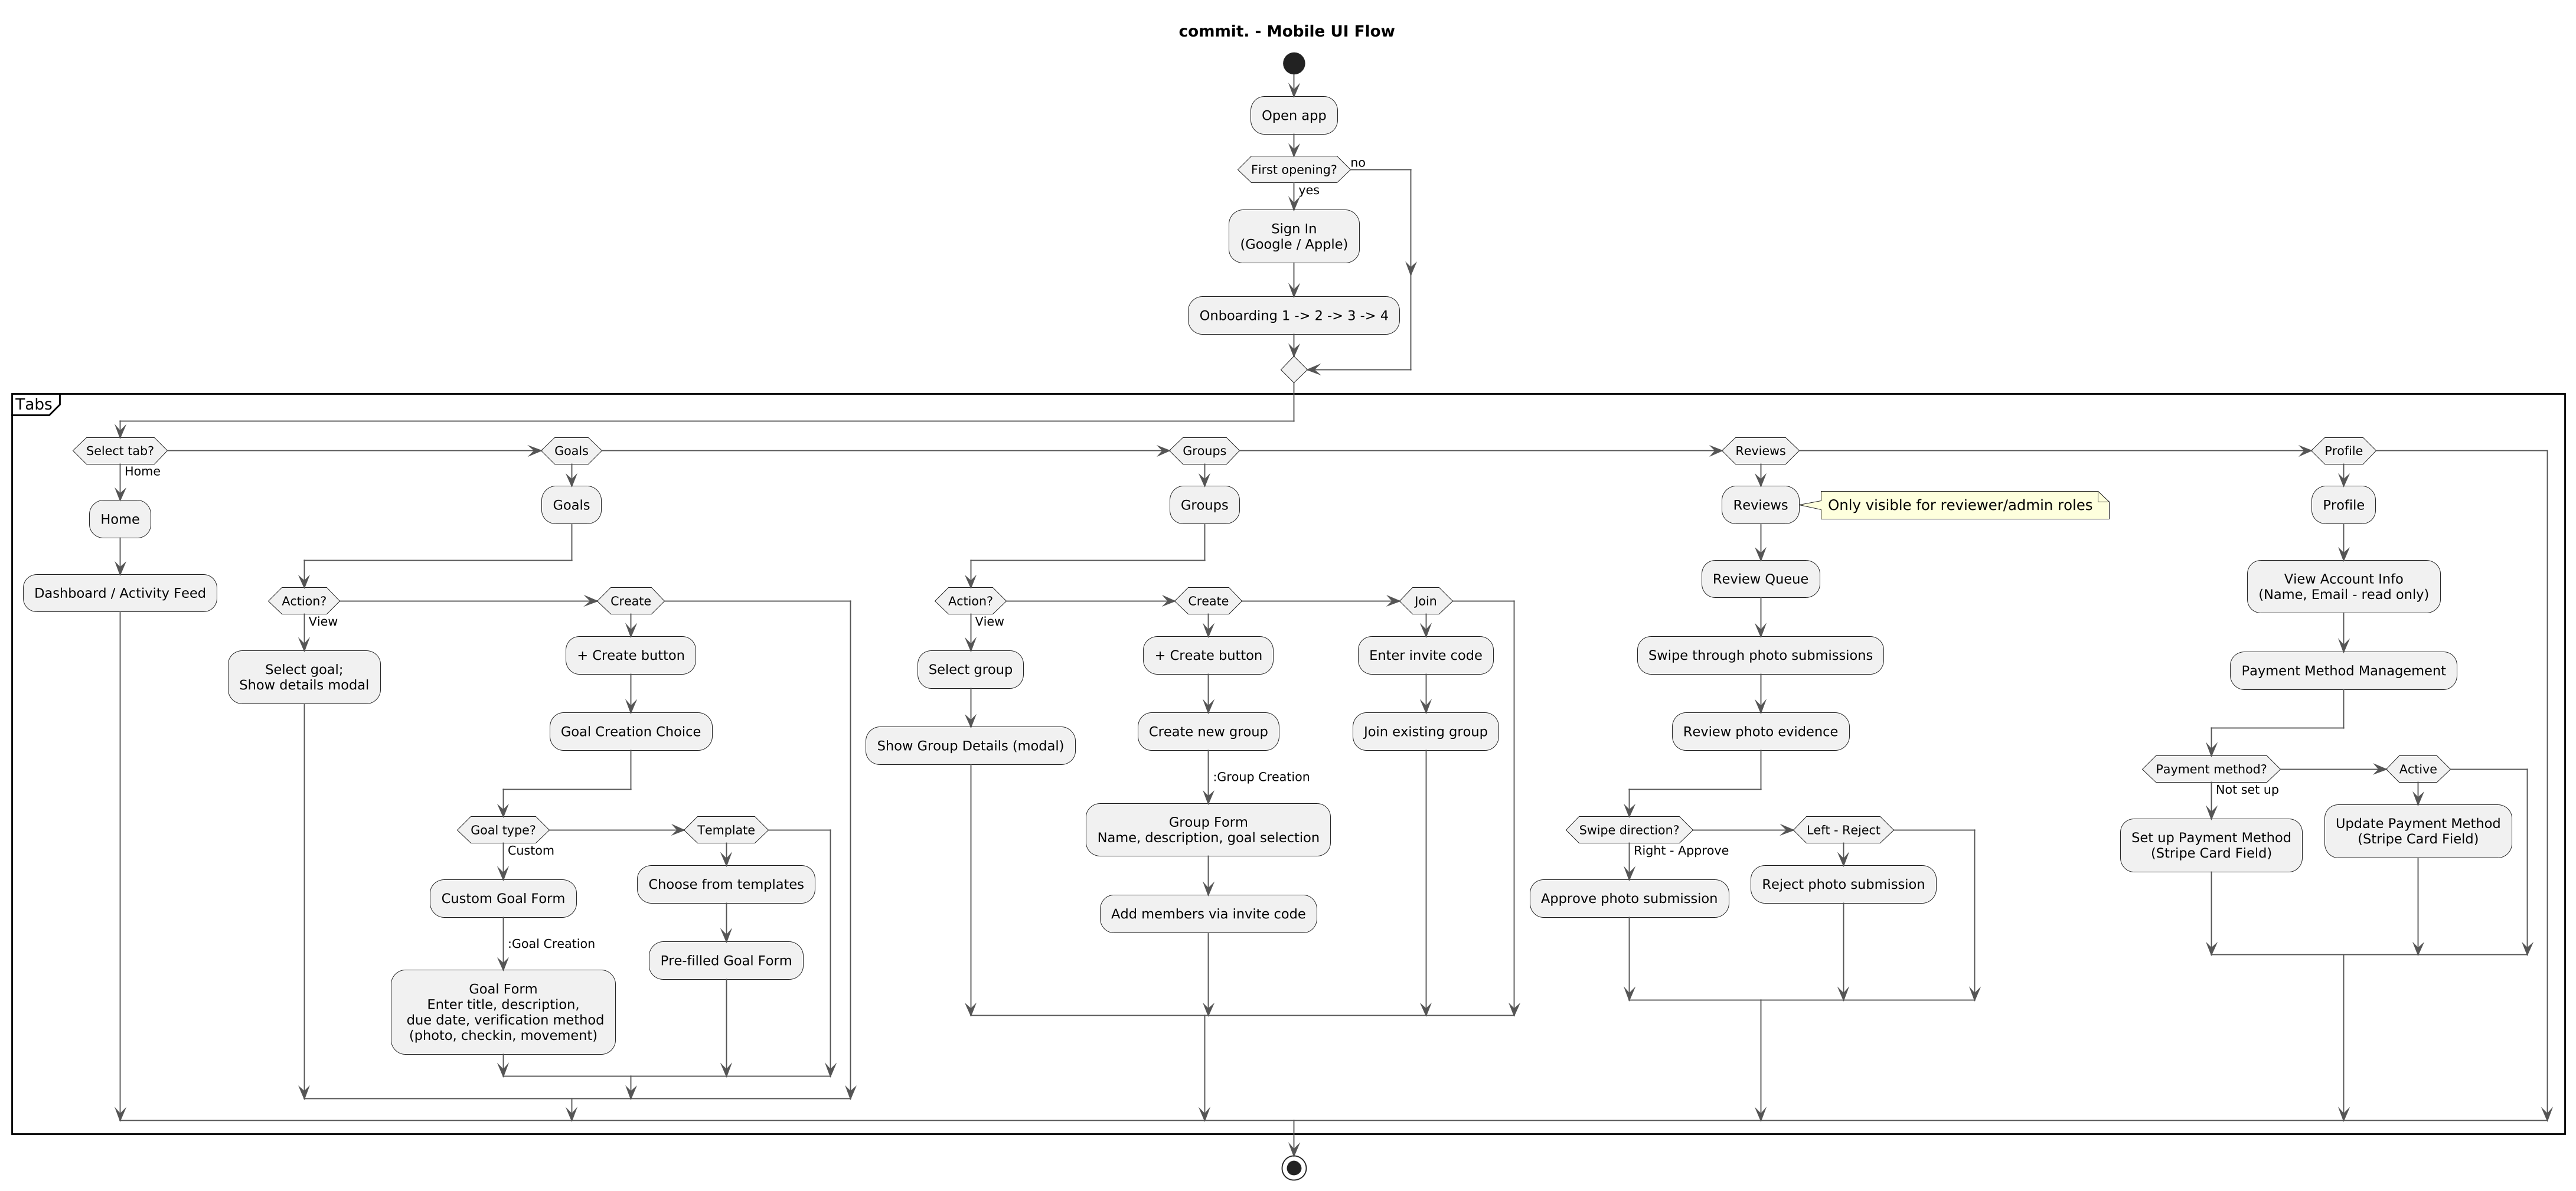 commit. - Mobile UI Flow
Open app
First opening?
no
yes
Sign In
(Google / Apple)
Onboarding 1 -> 2 -> 3 -> 4
Tabs
Select tab?
Home
Home
Dashboard / Activity Feed
Goals
Goals
Action?
View
Select goal;
Show details modal
Create
+ Create button
Goal Creation Choice
Goal type?
Custom
Custom Goal Form
:Goal Creation
Goal Form
Enter title, description,
due date, verification method
(photo, checkin, movement)
Template
Choose from templates
Pre-filled Goal Form
Groups
Groups
Action?
View
Select group
Show Group Details (modal)
Create
+ Create button
Create new group
:Group Creation
Group Form
Name, description, goal selection
Add members via invite code
Join
Enter invite code
Join existing group
Reviews
Reviews
Only visible for reviewer/admin roles
Review Queue
Swipe through photo submissions
Review photo evidence
Swipe direction?
Right - Approve
Approve photo submission
Left - Reject
Reject photo submission
Profile
Profile
View Account Info
(Name, Email - read only)
Payment Method Management
Payment method?
Not set up
Set up Payment Method
(Stripe Card Field)
Active
Update Payment Method
(Stripe Card Field)